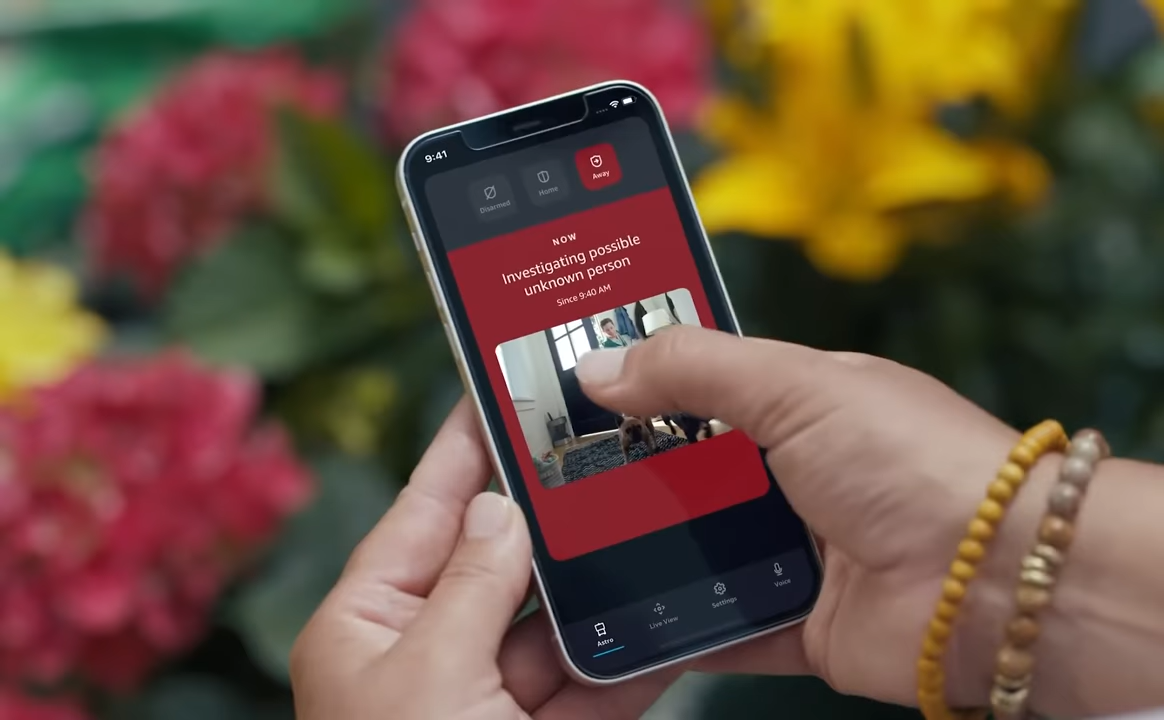 9:41
Disarmed
Home
Away
NOW
Investigating possible
unknown person
Since 9:40 AM
Astro
Live View
Settings
Voice